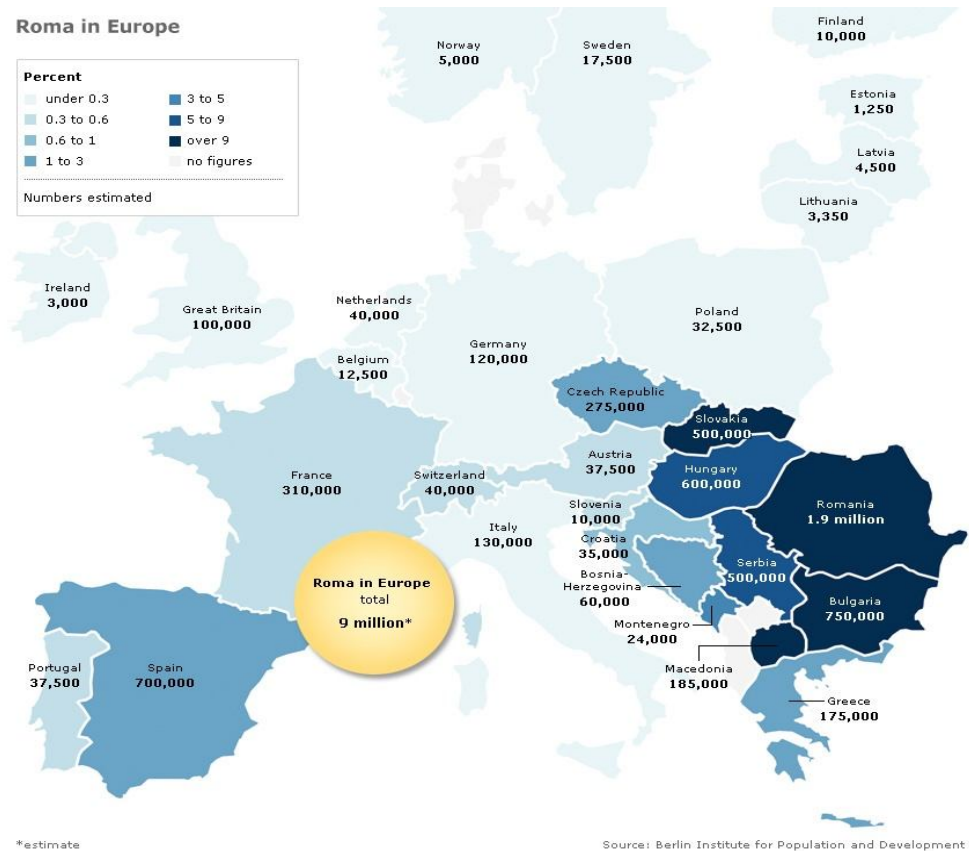 Roma in Europe
Percent
under 0.3
0.3 to 0.6
0.6 to 1
1 to 3
3 to 5
5 to 9
over 9
no figures
Numbers estimated
Norway
5,000
Sweden
17,500
Finland
10,000
Estonia
1,250
Latvia
4,500
Lithuania
3,350
Ireland
3,000
Great Britain
100,000
Netherlands
40,000
Belgium
12,500
Germany
120,000
Poland
32,500
Czech Republic
275,000
Slovakia
500,000
Austria
37,500
Hungary
600,000
France
310,000
Switzerland
40,000
Slovenia
10,000
Romania
1.9 million
Italy
130,000
Croatia
35,000
Serbia
500,000
Bosnia-
Herzegovina
60,000
Roma in Europe
total
9 million*
Bulgaria
750,000
Montenegro
24,000
Portugal
37,500
Spain
700,000
Macedonia
185,000
Greece
175,000
*estimate
Source: Berlin Institute for Population and Development